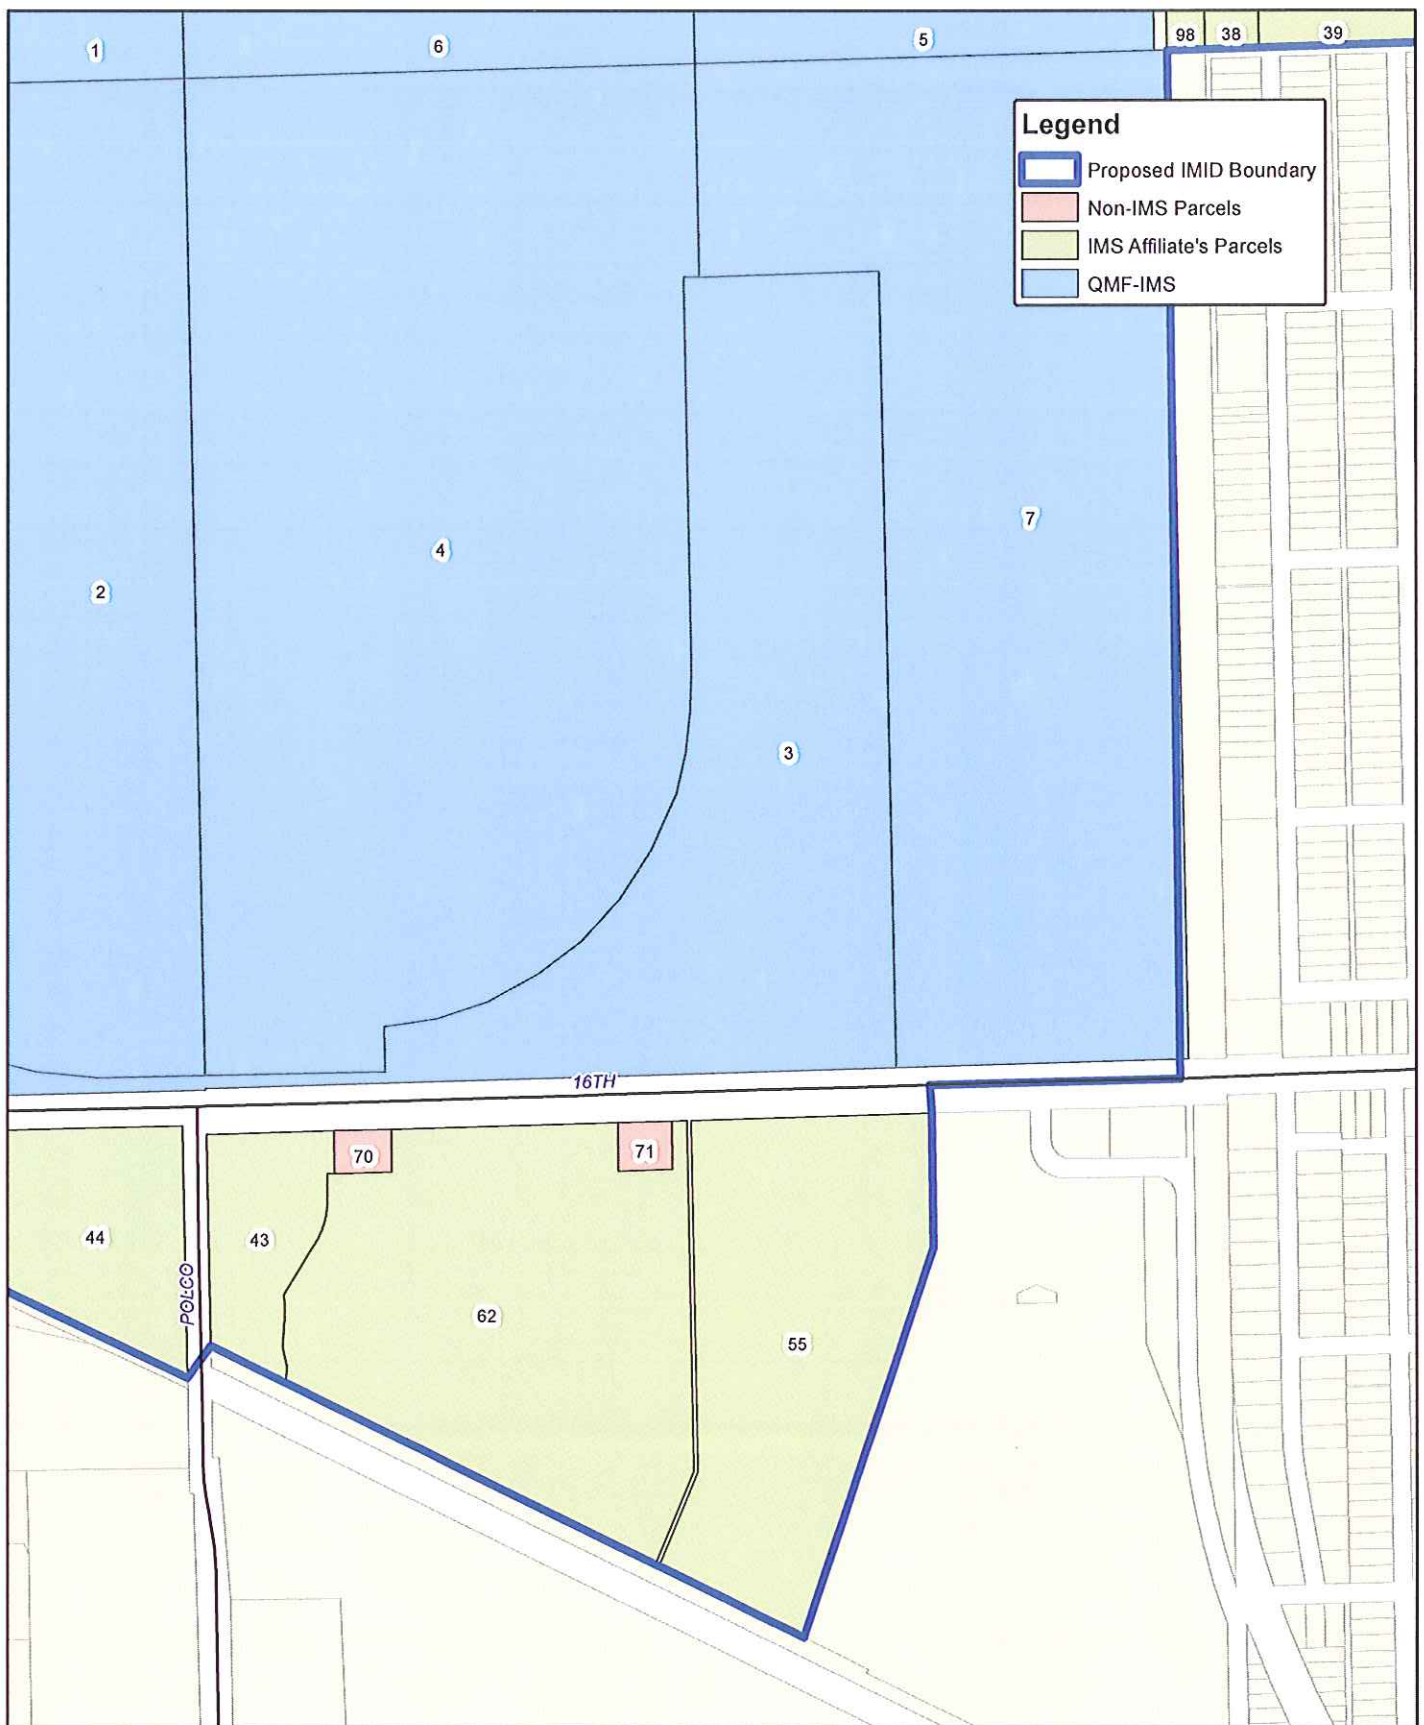 1
6
5
98
38
39
Legend
Proposed IMID Boundary
Non-IMS Parcels
IMS Affiliate's Parcels
QMF-IMS
7
4
2
3
16TH
70
71
44
43
POLCO
62
55